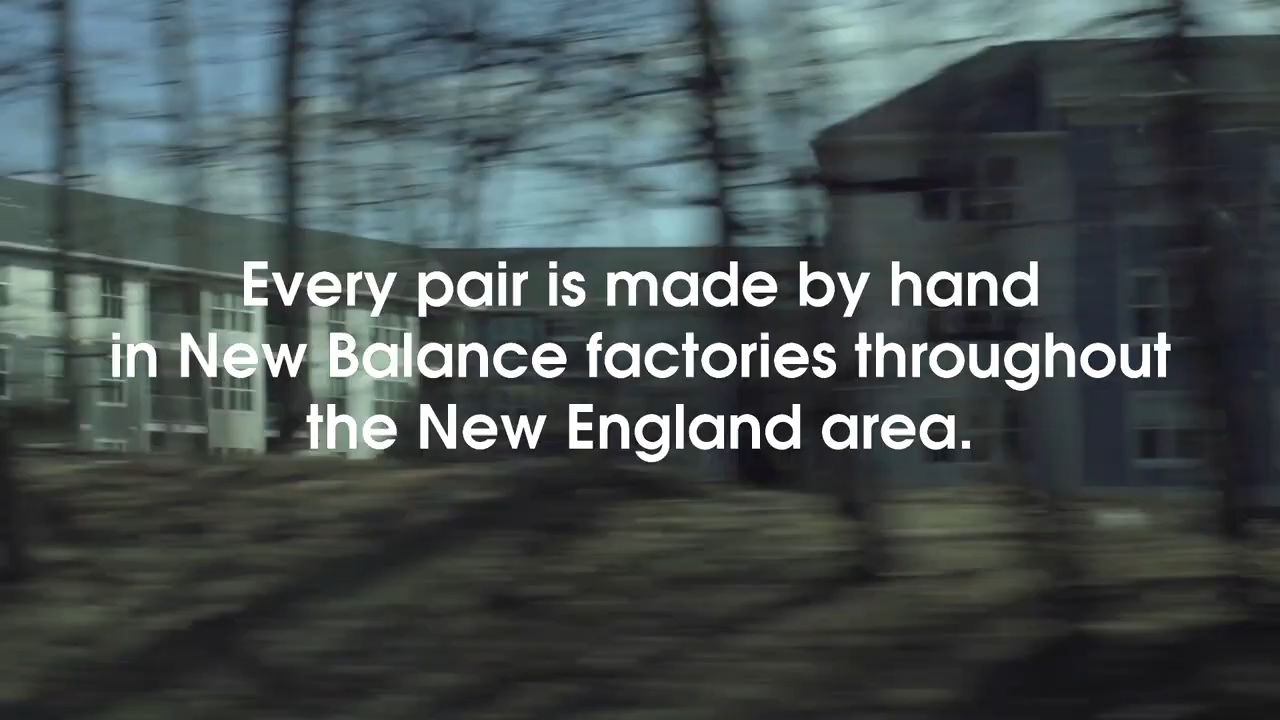 Every pair is made by hand
in New Balance factories throughout
the New England area.